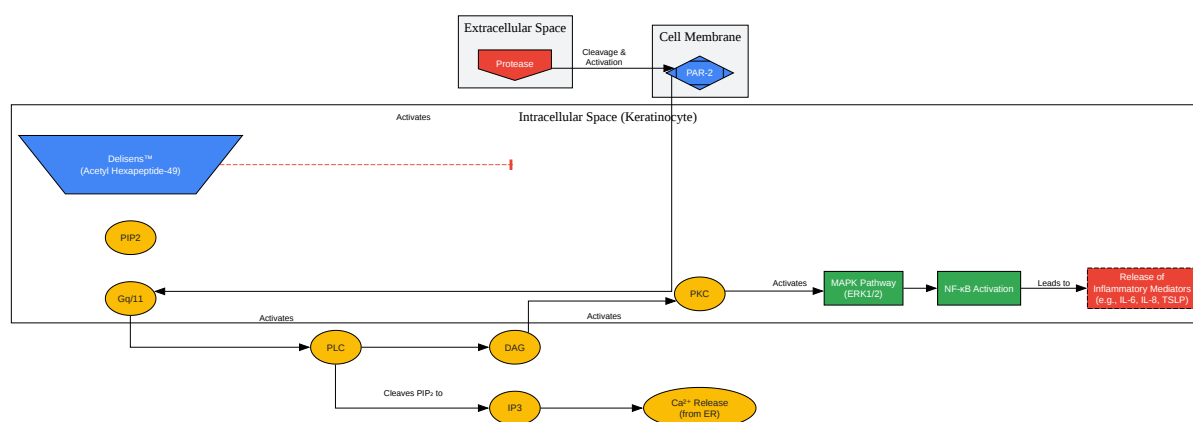 Extracellular Space
Protease
Cleavage &
Activation
Cell Membrane
PAR-2
Activates
Intracellular Space (Keratinocyte)
Delisens™
(Acetyl Hexapeptide-49)
PIP2
Gq/11
PKC
Activates
MAPK Pathway
(ERK1/2)
NF-κB Activation
Leads to
Release of
Inflammatory Mediators
(e.g., IL-6, IL-8, TSLP)
Activates
Activates
PLC
DAG
Cleaves PIP₂ to
IP3
Ca²⁺ Release
(from ER)